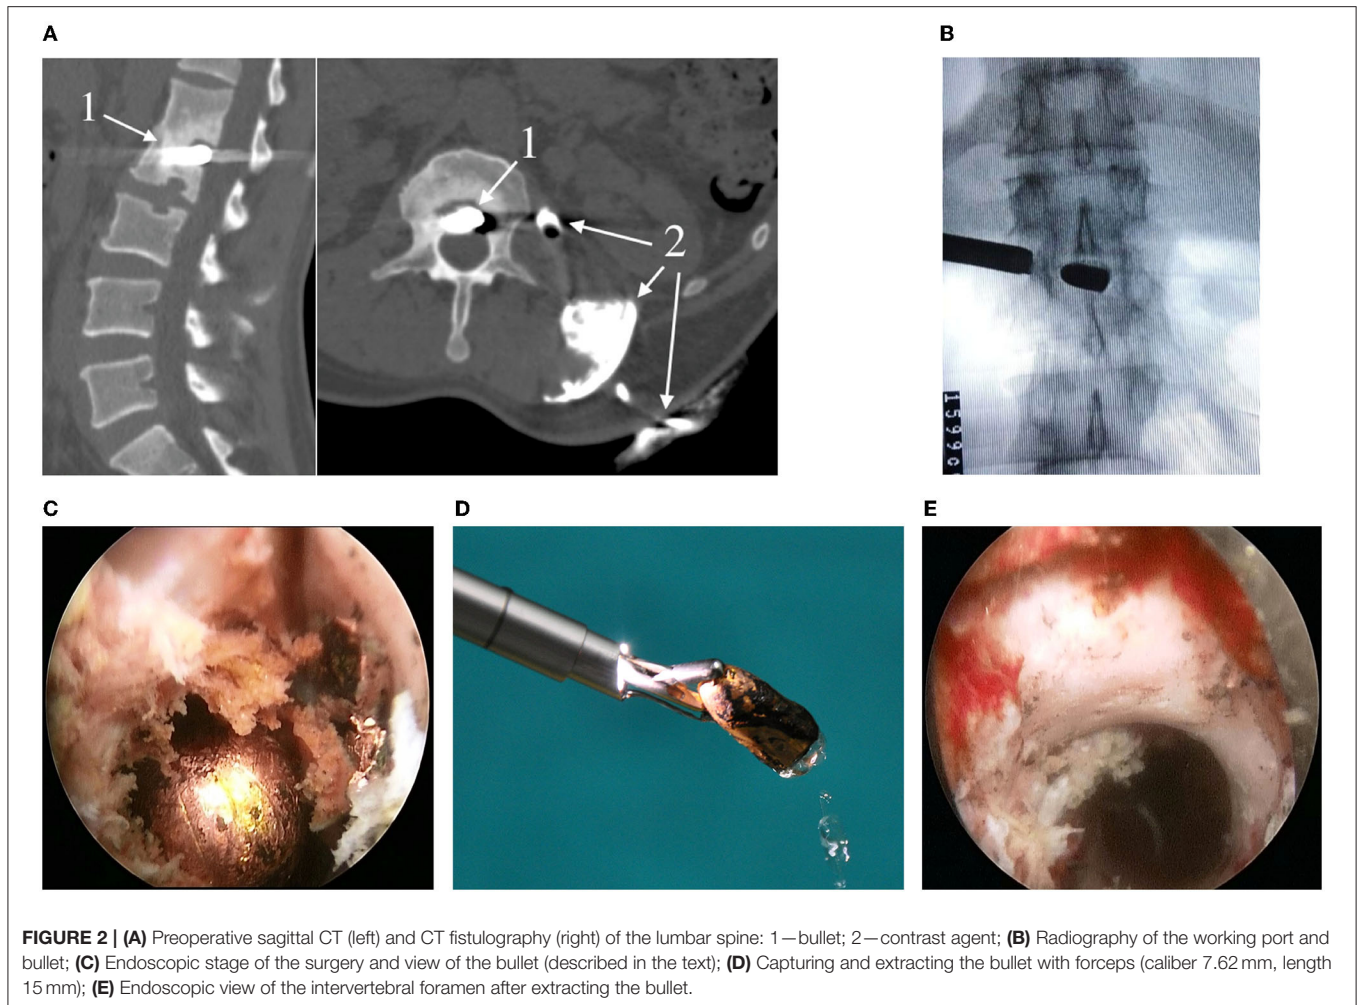 A
B
1
1
2
1599c
C
D
E
FIGURE 2 | (A) Preoperative sagittal CT (left) and CT fistulography (right) of the lumbar spine: 1—bullet; 2—contrast agent; (B) Radiography of the working port and
bullet; (C) Endoscopic stage of the surgery and view of the bullet (described in the text); (D) Capturing and extracting the bullet with forceps (caliber 7.62 mm, length
15 mm); (E) Endoscopic view of the intervertebral foramen after extracting the bullet.